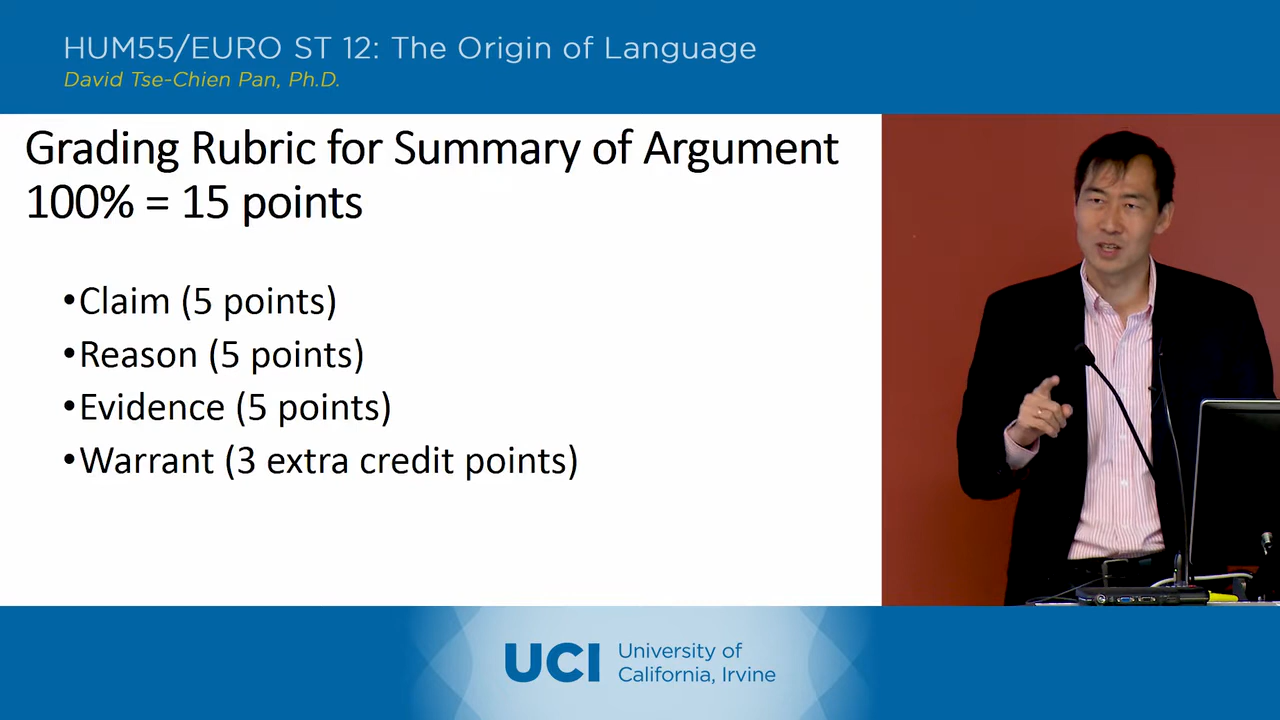 HUM55/EURO ST 12: The Origin of Language
David Tse-Chien Pan, Ph.D.
Grading Rubric for Summary of Argument
100% = 15 points
•Claim (5 points)
•Reason (5 points)
•Evidence (5 points)
•Warrant (3 extra credit points)
UCI
University of
California, Irvine